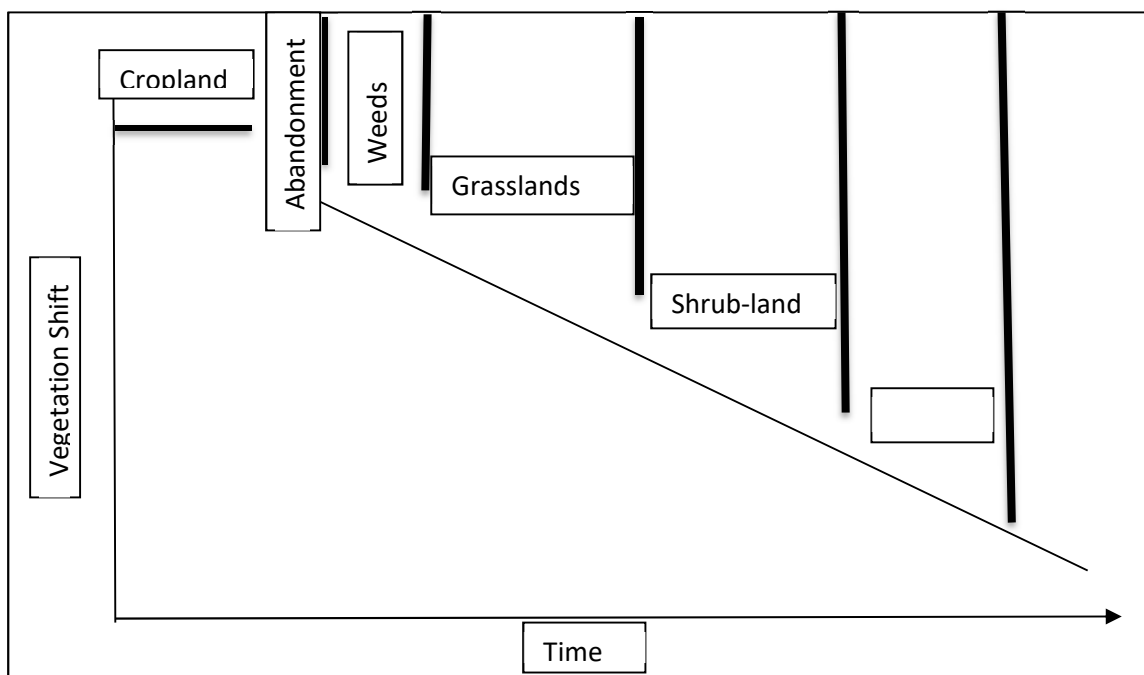 Cropland
Abandonment
Weeds
Grasslands
Shrub-land
Vegetation Shift
Time